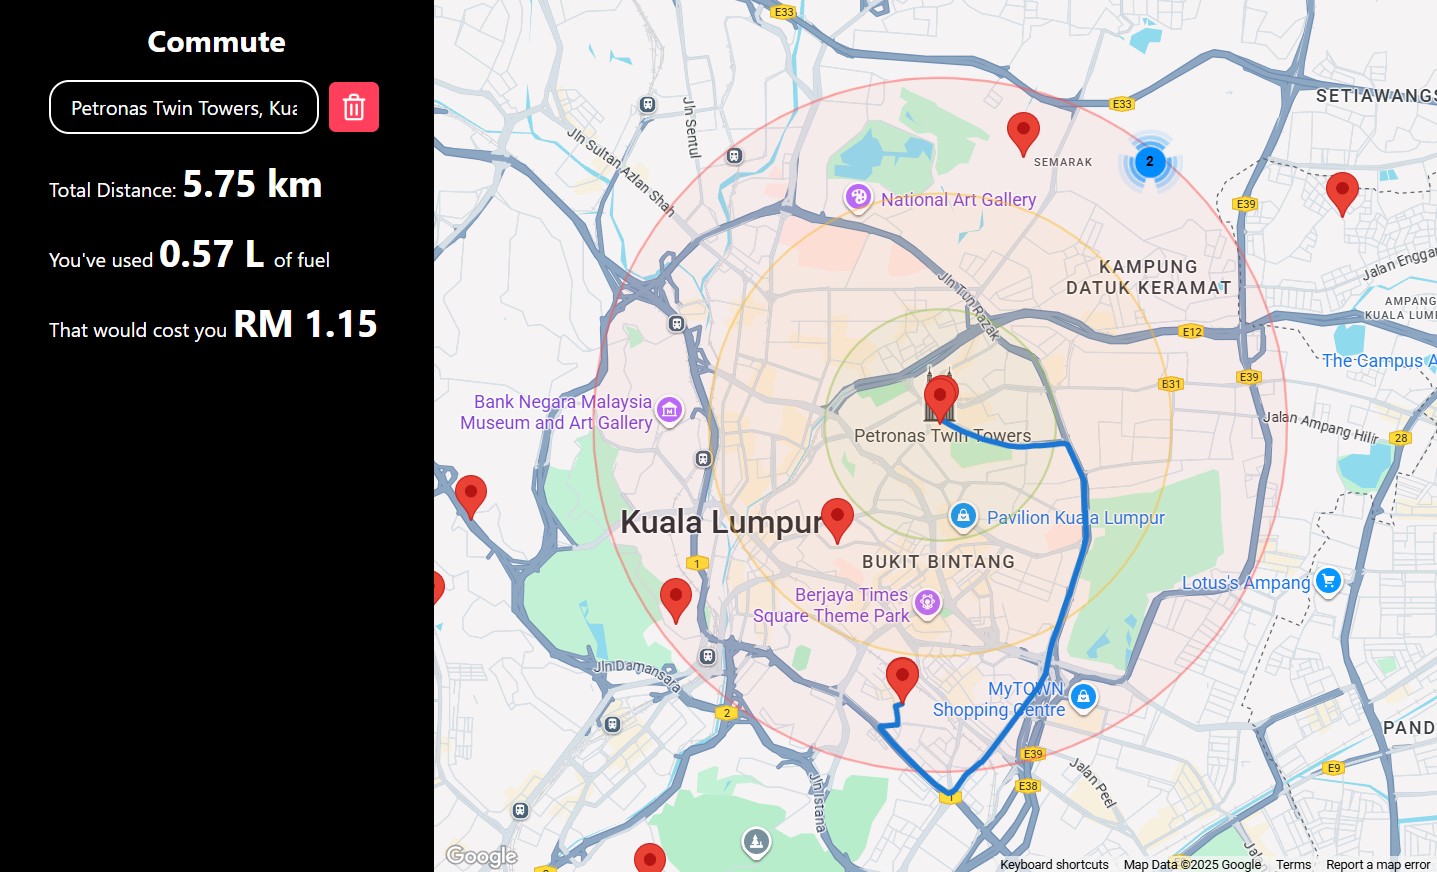 Commute
Petronas Twin Towers, Kua
Total Distance: 5.75 km
You've used 0.57 L of fuel
That would cost you RM 1.15
E33
SETIAWANGS
E33
Jln Sentul
Jln Sultan Azlan Shah
SEMARAK
2
National Art Gallery
E39
Jalan Enggar
KAMPUNG
DATUK KERAMAT
Jln Tun Razak
AMPANG
KUALA LUM
E12
The Campus A
B31
E39
Bank Negara Malaysia
Museum and Art Gallery
Jalan Ampang Hilir
28
Petronas Twin Towers
Kuala Lumpur
Pavilion Kuala Lumpur
1
BUKIT BINTANG
Lotus's Ampang
Berjaya Times
Square Theme Park
Jln Damansara
MyTOWN
Shopping Centre
2
PAND
E39
E9
Jalan Peel
E38
1
Jln Istana
Google
Keyboard shortcuts
Map Data ©2025 Google
Terms
Report a map error